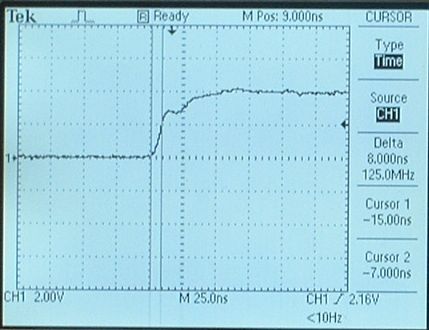 Tek R Ready M Pos: 9.000ns CURSOR
Type
Time
Source
CH1
Delta
8.000ns
125.0MHz
Cursor 1
-15.00ns
Cursor 2
-7.000ns
1
CH1 2.00V M 25.0ns CH1 / 2.16V
<10Hz